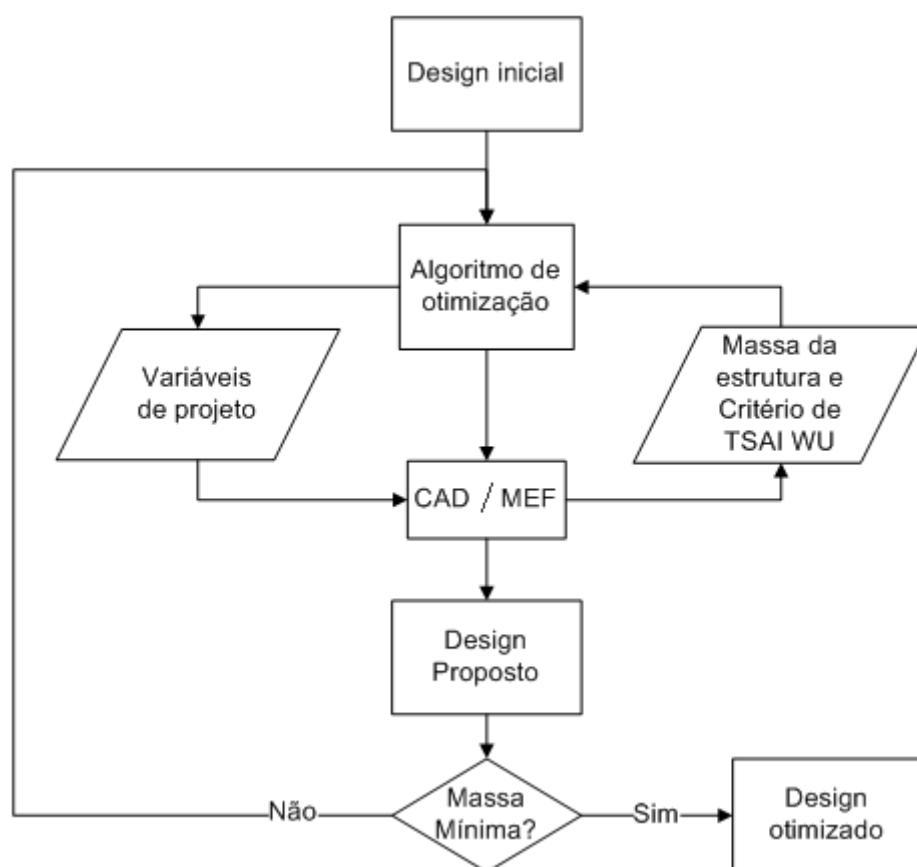 Design inicial
Algoritmo de
otimização
Variáveis
de projeto
Massa da
estrutura e
Critério de
TSAI WU
CAD / MEF
Design
Proposto
Não
Massa
Mínima?
Sim
Design
otimizado